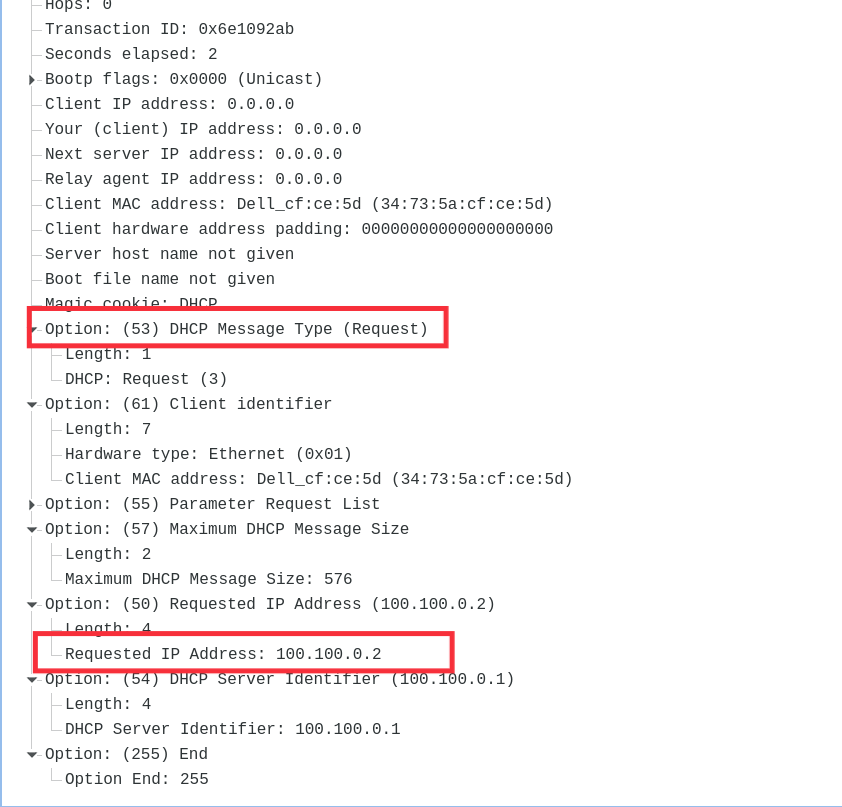 Hops: 0
Transaction ID: 0x6e1092ab
Seconds elapsed: 2
Bootp flags: 0x0000 (Unicast)
Client IP address: 0.0.0.0
Your (client) IP address: 0.0.0.0
Next server IP address: 0.0.0.0
Relay agent IP address: 0.0.0.0
Client MAC address: Dell_cf:ce:5d (34:73:5a:cf:ce:5d)
Client hardware address padding: 00000000000000000000
Server host name not given
Boot file name not given
Magic cookie: DHCP
Option: (53) DHCP Message Type (Request)
Length: 1
DHCP: Request (3)
Option: (61) Client identifier
Length: 7
Hardware type: Ethernet (0x01)
Client MAC address: Dell_cf:ce:5d (34:73:5a:cf:ce:5d)
Option: (55) Parameter Request List
Option: (57) Maximum DHCP Message Size
Length: 2
Maximum DHCP Message Size: 576
Option: (50) Requested IP Address (100.100.0.2)
Length: 4
Requested IP Address: 100.100.0.2
Option: (54) DHCP Server Identifier (100.100.0.1)
Length: 4
DHCP Server Identifier: 100.100.0.1
Option: (255) End
Option End: 255